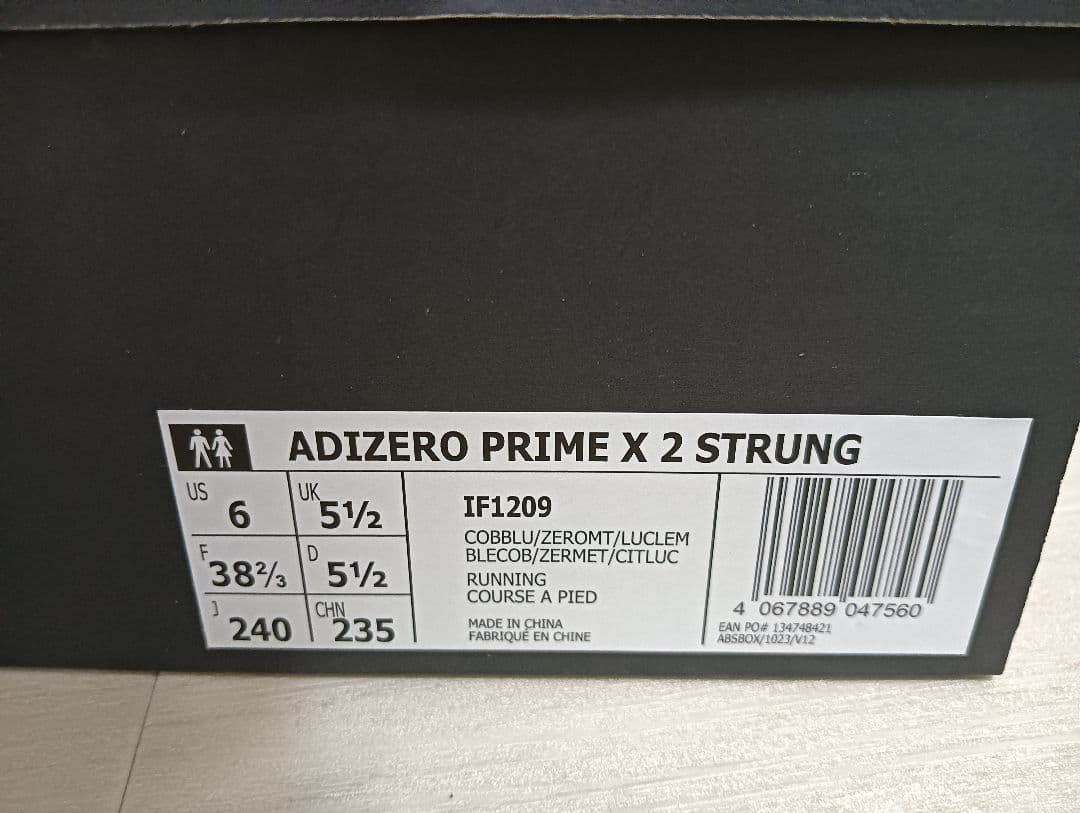 ADIZERO PRIME X 2 STRUNG
US 6 UK 5½
F 38⅔ D 5½
J 240 CHN 235
IF1209
COBBLU/ZEROMT/LUCLEM
BLECOB/ZERMET/CITLUC
RUNNING
COURSE A PIED
MADE IN CHINA
FABRIQUÉ EN CHINE
4 067889 047560
EAN PO# 134748421
ABSBOX/1023/V12